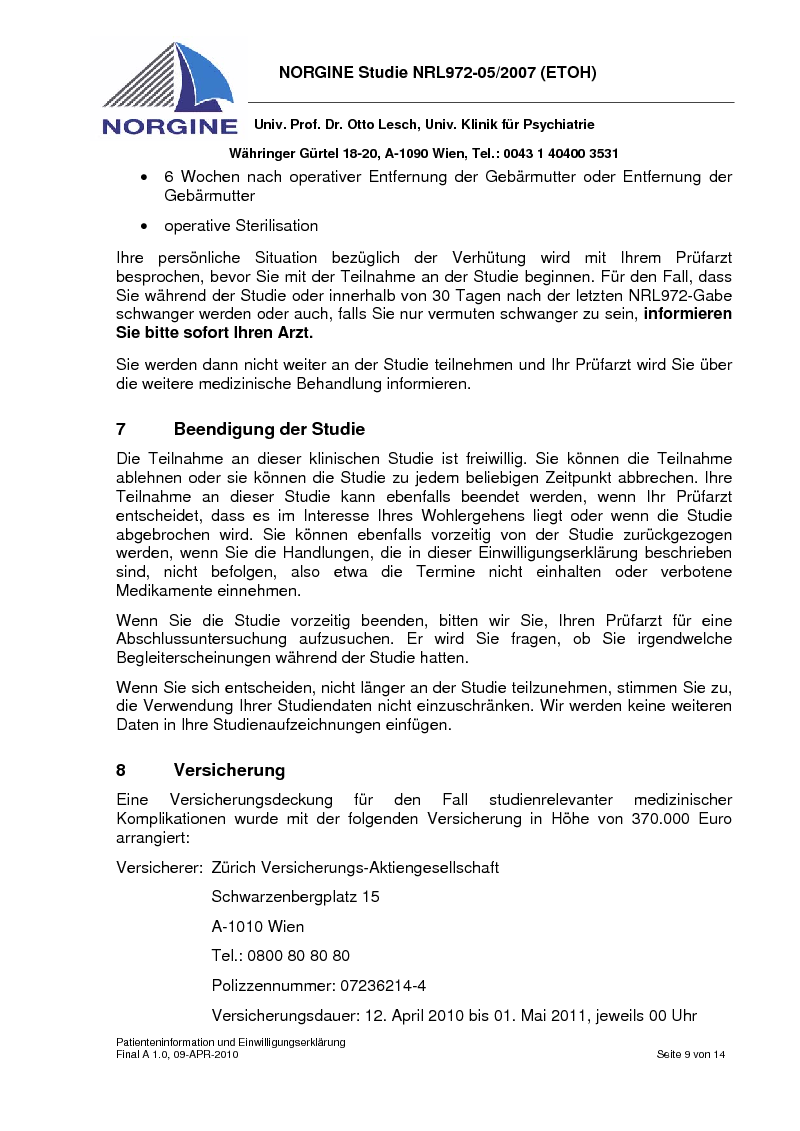 NORGINE Studie NRL972-05/2007 (ETOH)
NORGINE
Univ. Prof. Dr. Otto Lesch, Univ. Klinik für Psychiatrie
Währinger Gürtel 18-20, A-1090 Wien, Tel.: 0043 1 40400 3531
• 6 Wochen nach operativer Entfernung der Gebärmutter oder Entfernung der
Gebärmutter
• operative Sterilisation
Ihre persönliche Situation bezüglich der Verhütung wird mit Ihrem Prüfarzt
besprochen, bevor Sie mit der Teilnahme an der Studie beginnen. Für den Fall, dass
Sie während der Studie oder innerhalb von 30 Tagen nach der letzten NRL972-Gabe
schwanger werden oder auch, falls Sie nur vermuten schwanger zu sein, informieren
Sie bitte sofort Ihren Arzt.
Sie werden dann nicht weiter an der Studie teilnehmen und Ihr Prüfarzt wird Sie über
die weitere medizinische Behandlung informieren.
7 Beendigung der Studie
Die Teilnahme an dieser klinischen Studie ist freiwillig. Sie können die Teilnahme
ablehnen oder sie können die Studie zu jedem beliebigen Zeitpunkt abbrechen. Ihre
Teilnahme an dieser Studie kann ebenfalls beendet werden, wenn Ihr Prüfarzt
entscheidet, dass es im Interesse Ihres Wohlergehens liegt oder wenn die Studie
abgebrochen wird. Sie können ebenfalls vorzeitig von der Studie zurückgezogen
werden, wenn Sie die Handlungen, die in dieser Einwilligungserklärung beschrieben
sind, nicht befolgen, also etwa die Termine nicht einhalten oder verbotene
Medikamente einnehmen.
Wenn Sie die Studie vorzeitig beenden, bitten wir Sie, Ihren Prüfarzt für eine
Abschlussuntersuchung aufzusuchen. Er wird Sie fragen, ob Sie irgendwelche
Begleiterscheinungen während der Studie hatten.
Wenn Sie sich entscheiden, nicht länger an der Studie teilzunehmen, stimmen Sie zu,
die Verwendung Ihrer Studiendaten nicht einzuschränken. Wir werden keine weiteren
Daten in Ihre Studienaufzeichnungen einfügen.
8 Versicherung
Eine Versicherungsdeckung für den Fall studienrelevanter medizinischer
Komplikationen wurde mit der folgenden Versicherung in Höhe von 370.000 Euro
arrangiert:
Versicherer: Zürich Versicherungs-Aktiengesellschaft
Schwarzenbergplatz 15
A-1010 Wien
Tel.: 0800 80 80 80
Polizzennummer: 07236214-4
Versicherungsdauer: 12. April 2010 bis 01. Mai 2011, jeweils 00 Uhr
Patienteninformation und Einwilligungserklärung
Final A 1.0, 09-APR-2010 Seite 9 von 14